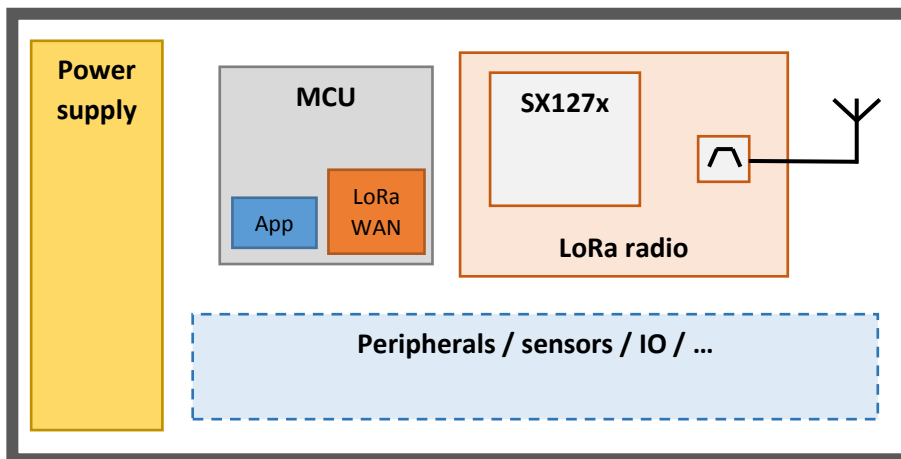 Power
supply
MCU
App
LoRa
WAN
SX127x
LoRa radio
Peripherals / sensors / IO / …